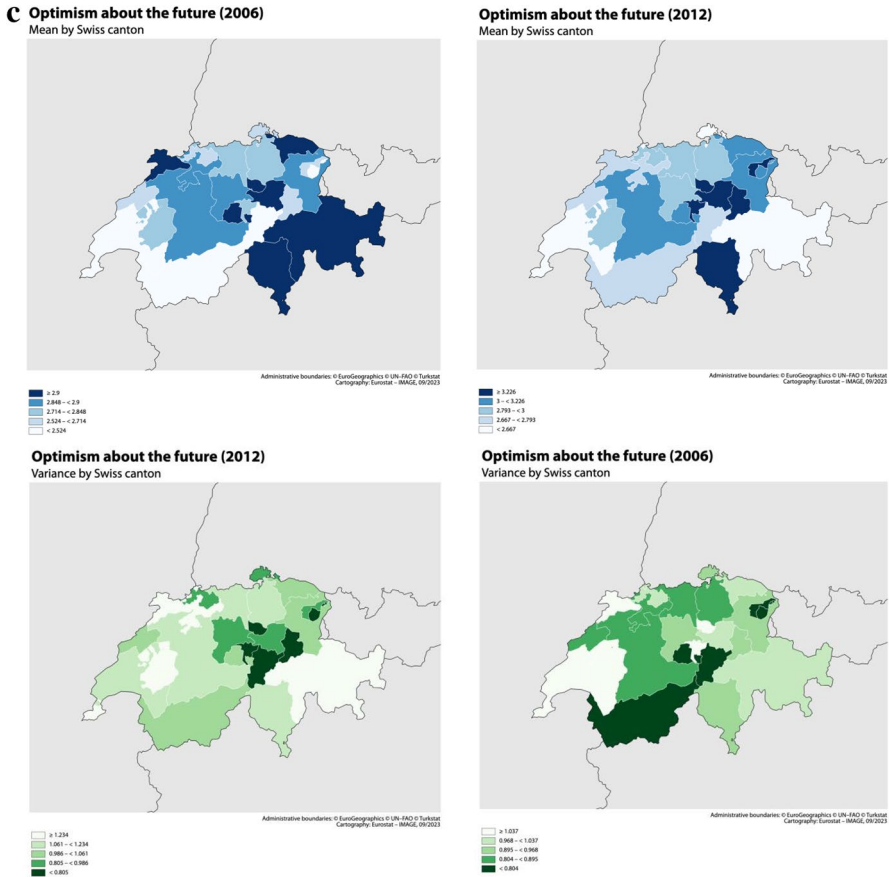 c Optimism about the future (2006)
Mean by Swiss canton
Administrative boundaries: © EuroGeographics © UN–FAO © Turkstat
Cartography: Eurostat – IMAGE, 09/2023
≥ 2.9
2.848 – < 2.9
2.714 – < 2.848
2.524 – < 2.714
< 2.524
Optimism about the future (2012)
Mean by Swiss canton
Administrative boundaries: © EuroGeographics © UN–FAO © Turkstat
Cartography: Eurostat – IMAGE, 09/2023
≥ 3.226
3 – < 3.226
2.793 – < 3
2.667 – < 2.793
< 2.667
Optimism about the future (2012)
Variance by Swiss canton
Administrative boundaries: © EuroGeographics © UN–FAO © Turkstat
Cartography: Eurostat – IMAGE, 09/2023
≥ 1.234
1.061 – < 1.234
0.986 – < 1.061
0.805 – < 0.986
< 0.805
Optimism about the future (2006)
Variance by Swiss canton
Administrative boundaries: © EuroGeographics © UN–FAO © Turkstat
Cartography: Eurostat – IMAGE, 09/2023
≥ 1.037
0.968 – < 1.037
0.895 – < 0.968
0.804 – < 0.895
< 0.804